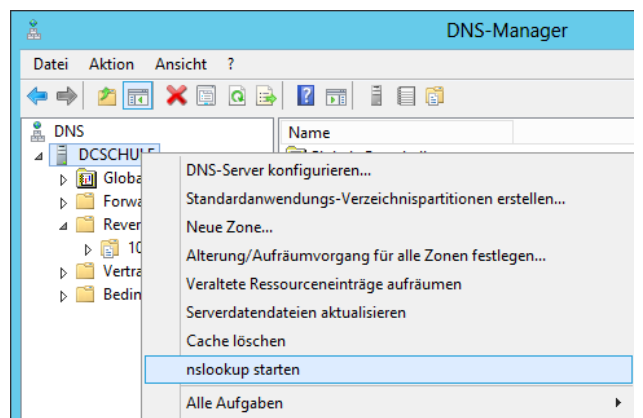 DNS-Manager
Datei Aktion Ansicht ?
DNS
Name
DCSCHULE
Globa
Forwa
Rever
10
Vertra
Bedin
DNS-Server konfigurieren...
Standardanwendungs-Verzeichnispartitionen erstellen...
Neue Zone...
Alterung/Aufräumvorgang für alle Zonen festlegen...
Veraltete Ressourceneinträge aufräumen
Serverdatendateien aktualisieren
Cache löschen
nslookup starten
Alle Aufgaben